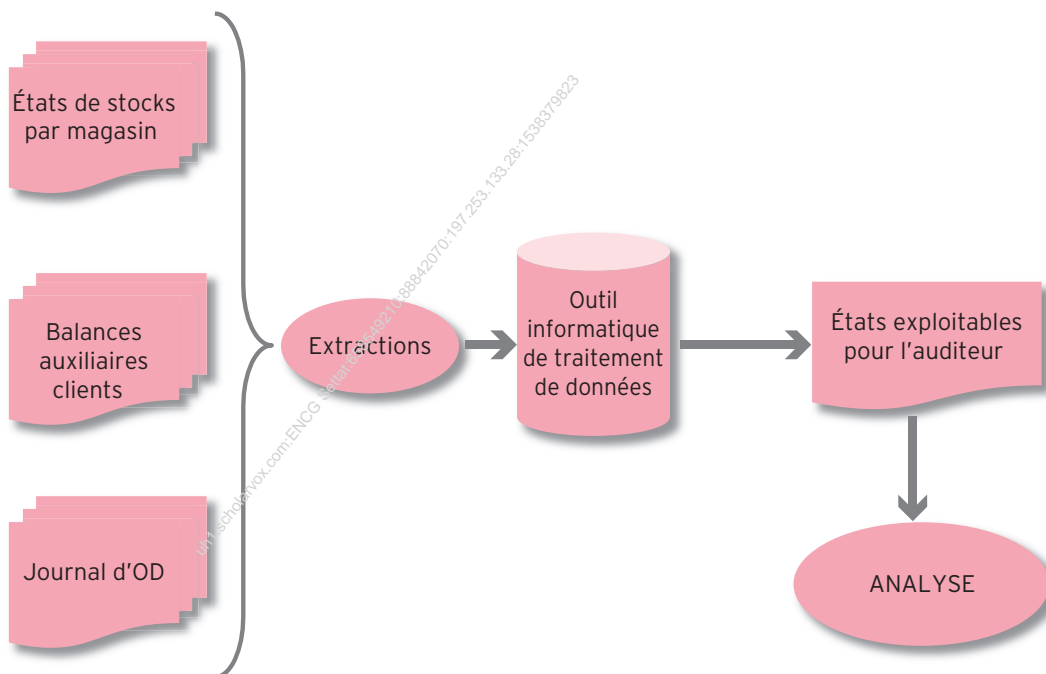 États de stocks
par magasin
Balances
auxiliaires
clients
Journal d'OD
Extractions
Outil
informatique
de traitement
de données
États exploitables
pour l'auditeur
ANALYSE